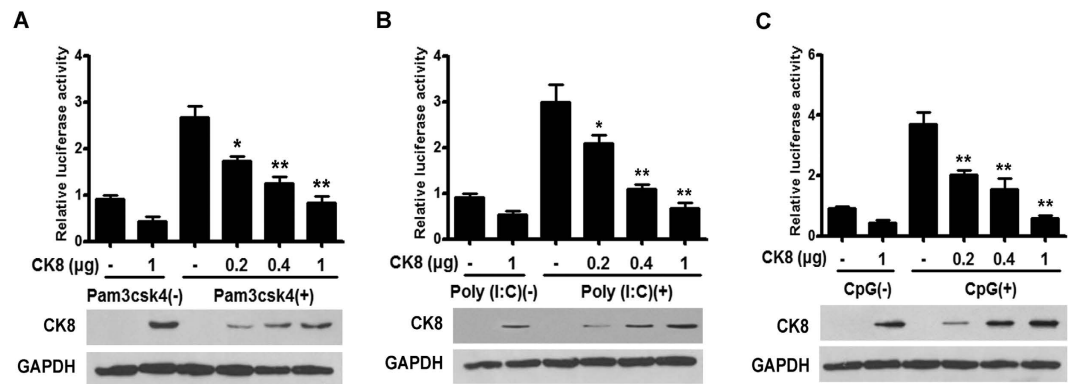 A
Relative luciferase activity
4
3
2
1
0
* ** **
CK8 (μg) - 1 - 0.2 0.4 1
Pam3csk4(-) Pam3csk4(+)
CK8
GAPDH
B
Relative luciferase activity
4
3
2
1
0
* ** **
CK8 (μg) - 1 - 0.2 0.4 1
Poly (I:C)(-) Poly (I:C)(+)
CK8
GAPDH
C
Relative luciferase activity
6
4
2
0
** ** **
CK8 (μg) - 1 - 0.2 0.4 1
CpG(-) CpG(+)
CK8
GAPDH